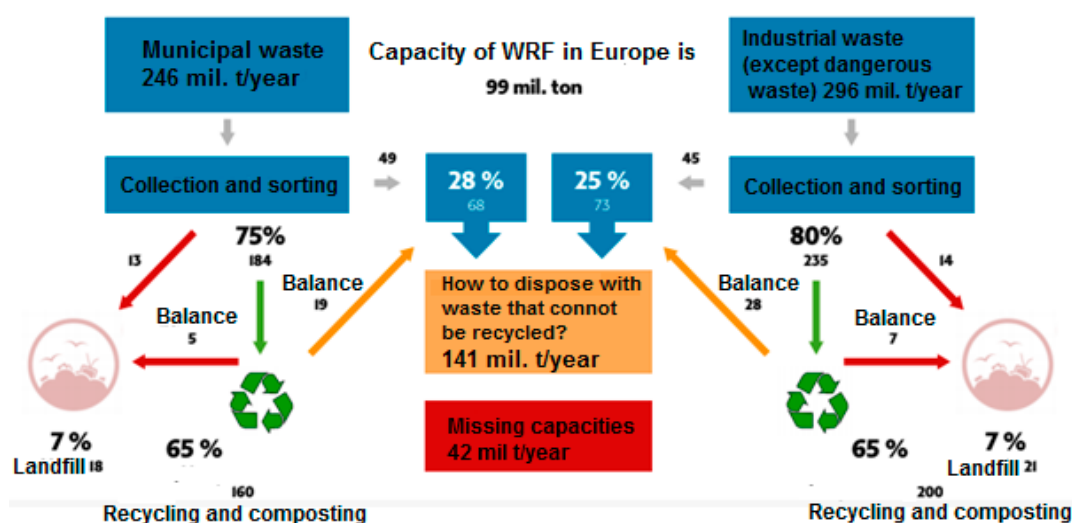 Municipal waste
246 mil. t/year
Capacity of WRF in Europe is
99 mil. ton
Industrial waste
(except dangerous
waste) 296 mil. t/year
Collection and sorting
49
28 %
68
25 %
73
45
Collection and sorting
75%
184
80%
235
13
Balance
19
How to dispose with
waste that connot
be recycled?
141 mil. t/year
Balance
28
14
Balance
5
Balance
7
Missing capacities
42 mil t/year
7 %
Landfill 18
65 %
160
Recycling and composting
65 %
200
Recycling and composting
7 %
Landfill 21